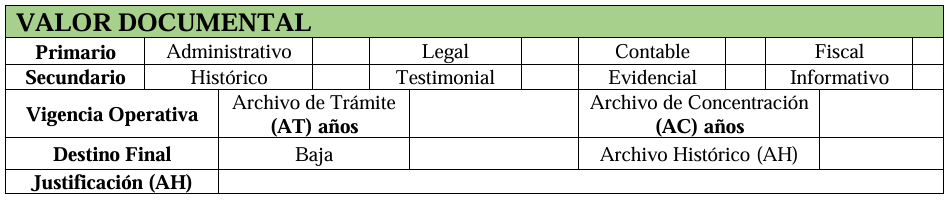 VALOR DOCUMENTAL
Primario Administrativo Legal Contable Fiscal
Secundario Histórico Testimonial Evidencial Informativo
Vigencia Operativa Archivo de Trámite (AT) años Archivo de Concentración (AC) años
Destino Final Baja Archivo Histórico (AH)
Justificación (AH)